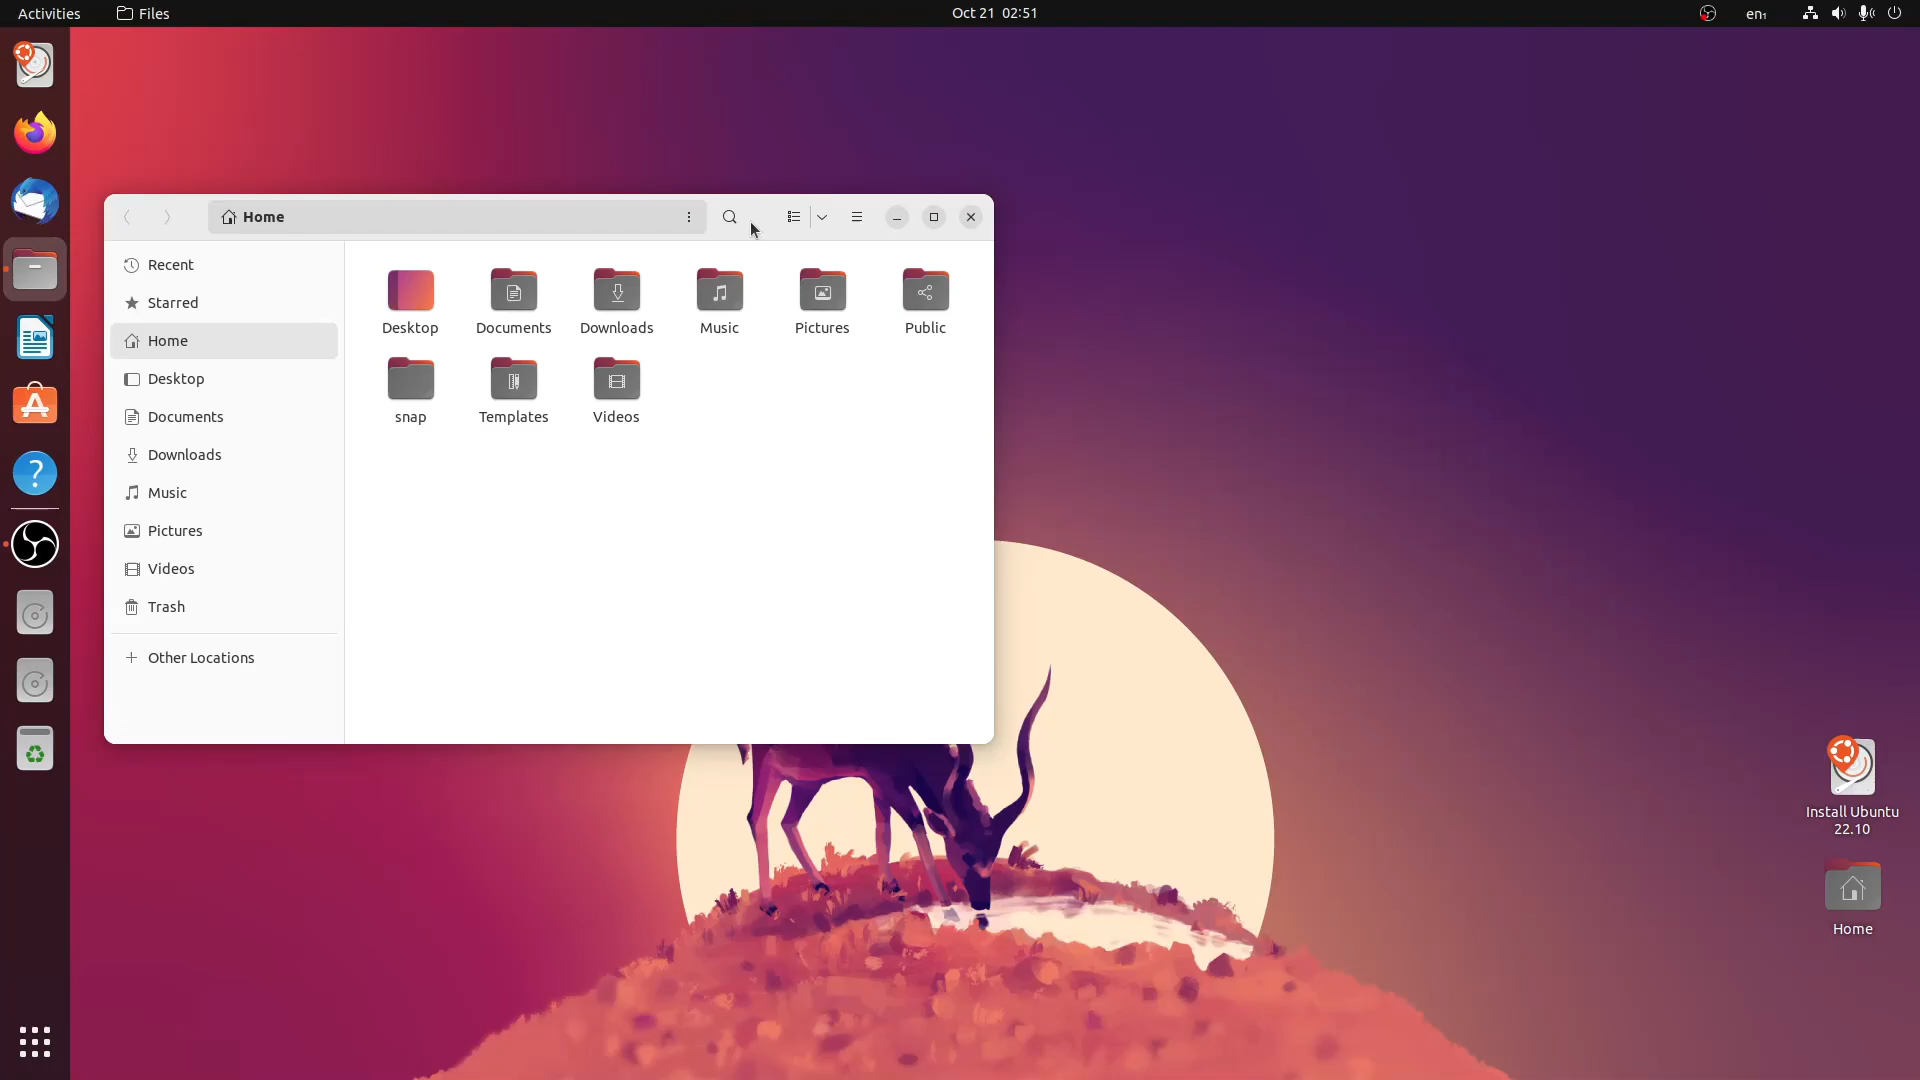 Activities
Files
Oct 21 02:51
en₁
Home
Recent
Starred
Home
Desktop
Documents
Downloads
Music
Pictures
Videos
Trash
Other Locations
Desktop
Documents
Downloads
Music
Pictures
Public
snap
Templates
Videos
Install Ubuntu
22.10
Home